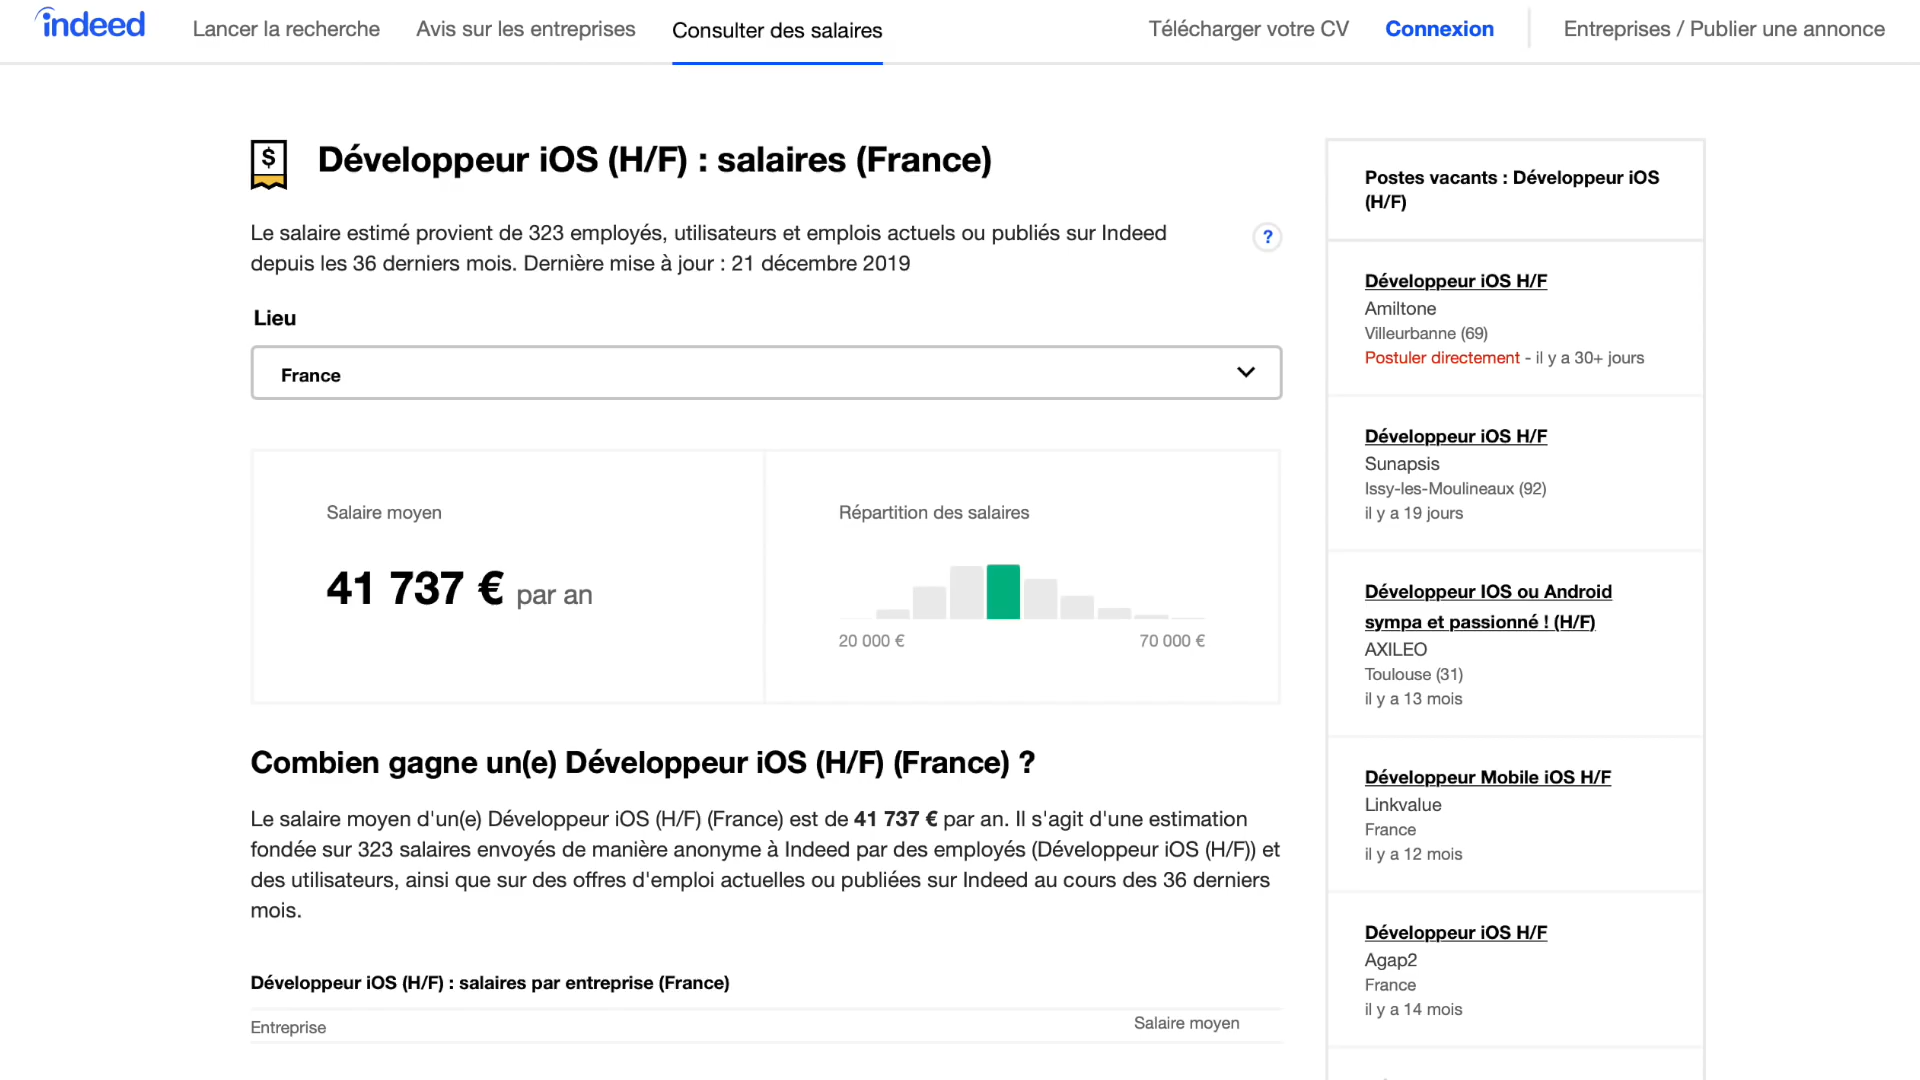 indeed
Lancer la recherche
Avis sur les entreprises
Consulter des salaires
Télécharger votre CV
Connexion
Entreprises / Publier une annonce
$
Développeur iOS (H/F) : salaires (France)
Le salaire estimé provient de 323 employés, utilisateurs et emplois actuels ou publiés sur Indeed
depuis les 36 derniers mois. Dernière mise à jour : 21 décembre 2019
?
Lieu
France
Salaire moyen
41 737 € par an
Répartition des salaires
20 000 €
70 000 €
Combien gagne un(e) Développeur iOS (H/F) (France) ?
Le salaire moyen d'un(e) Développeur iOS (H/F) (France) est de 41 737 € par an. Il s'agit d'une estimation
fondée sur 323 salaires envoyés de manière anonyme à Indeed par des employés (Développeur iOS (H/F)) et
des utilisateurs, ainsi que sur des offres d'emploi actuelles ou publiées sur Indeed au cours des 36 derniers
mois.
Développeur iOS (H/F) : salaires par entreprise (France)
Entreprise
Salaire moyen
Postes vacants : Développeur iOS
(H/F)
Développeur iOS H/F
Amiltone
Villeurbanne (69)
Postuler directement - il y a 30+ jours
Développeur iOS H/F
Sunapsis
Issy-les-Moulineaux (92)
il y a 19 jours
Développeur IOS ou Android
sympa et passionné ! (H/F)
AXILEO
Toulouse (31)
il y a 13 mois
Développeur Mobile iOS H/F
Linkvalue
France
il y a 12 mois
Développeur iOS H/F
Agap2
France
il y a 14 mois